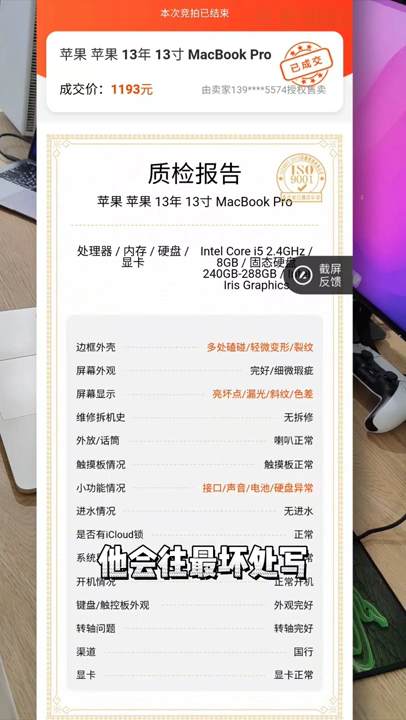 本次竞拍已结束
苹果 苹果 13年 13寸 MacBook Pro
已成交
成交价：1193元
由卖家139****5574授权售卖
质检报告
ISO
9001
苹果 苹果 13年 13寸 MacBook Pro
处理器 / 内存 / 硬盘 /
显卡
Intel Core i5 2.4GHz /
8GB / 固态硬盘
240GB-288GB /
Iris Graphics
截屏
反馈
边框外壳 多处磕碰/轻微变形/裂纹
屏幕外观 完好/细微瑕疵
屏幕显示 亮坏点/漏光/斜纹/色差
维修拆机史 无拆修
外放/话筒 喇叭正常
触摸板情况 触摸板正常
小功能情况 接口/声音/电池/硬盘异常
进水情况 无进水
是否有iCloud锁 正常
他会往最坏处写
开机情况 正常开机
键盘/触控板外观 外观完好
转轴问题 转轴完好
渠道 国行
显卡 显卡正常